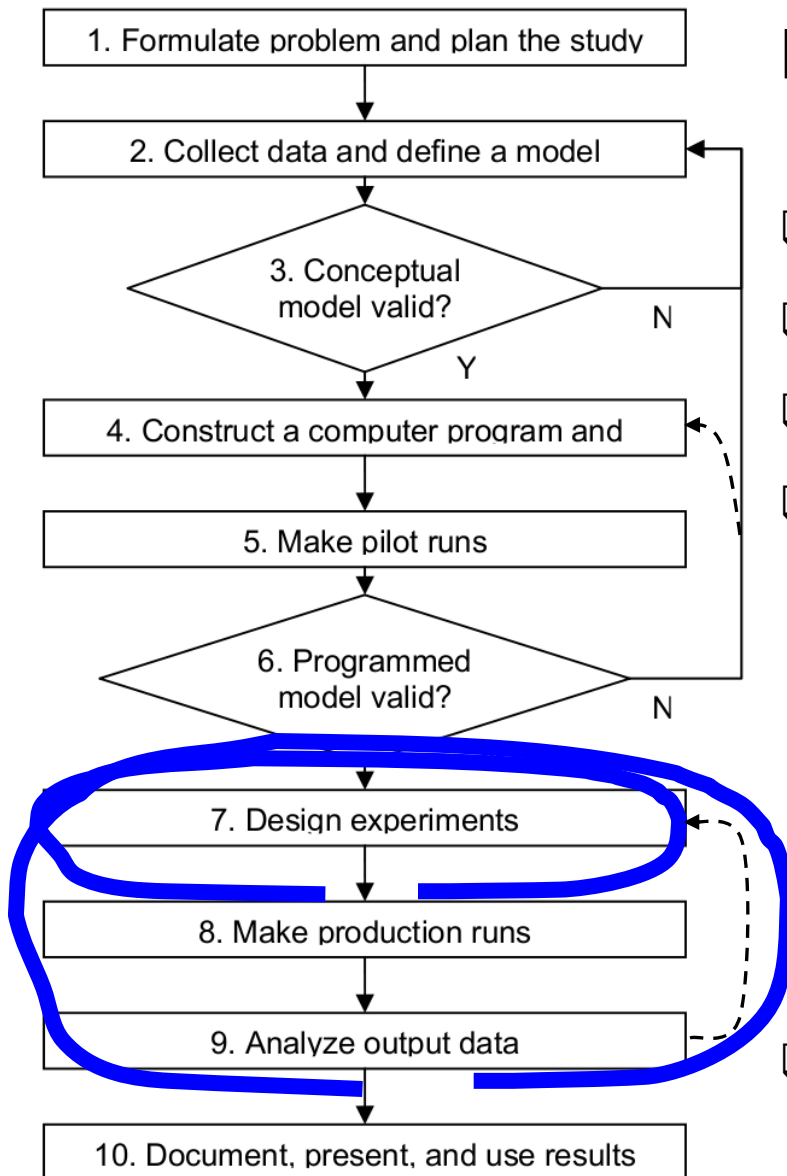 1. Formulate problem and plan the study
2. Collect data and define a model
3. Conceptual
model valid?
N
Y
4. Construct a computer program and
5. Make pilot runs
6. Programmed
model valid?
N
7. Design experiments
8. Make production runs
9. Analyze output data
10. Document, present, and use results